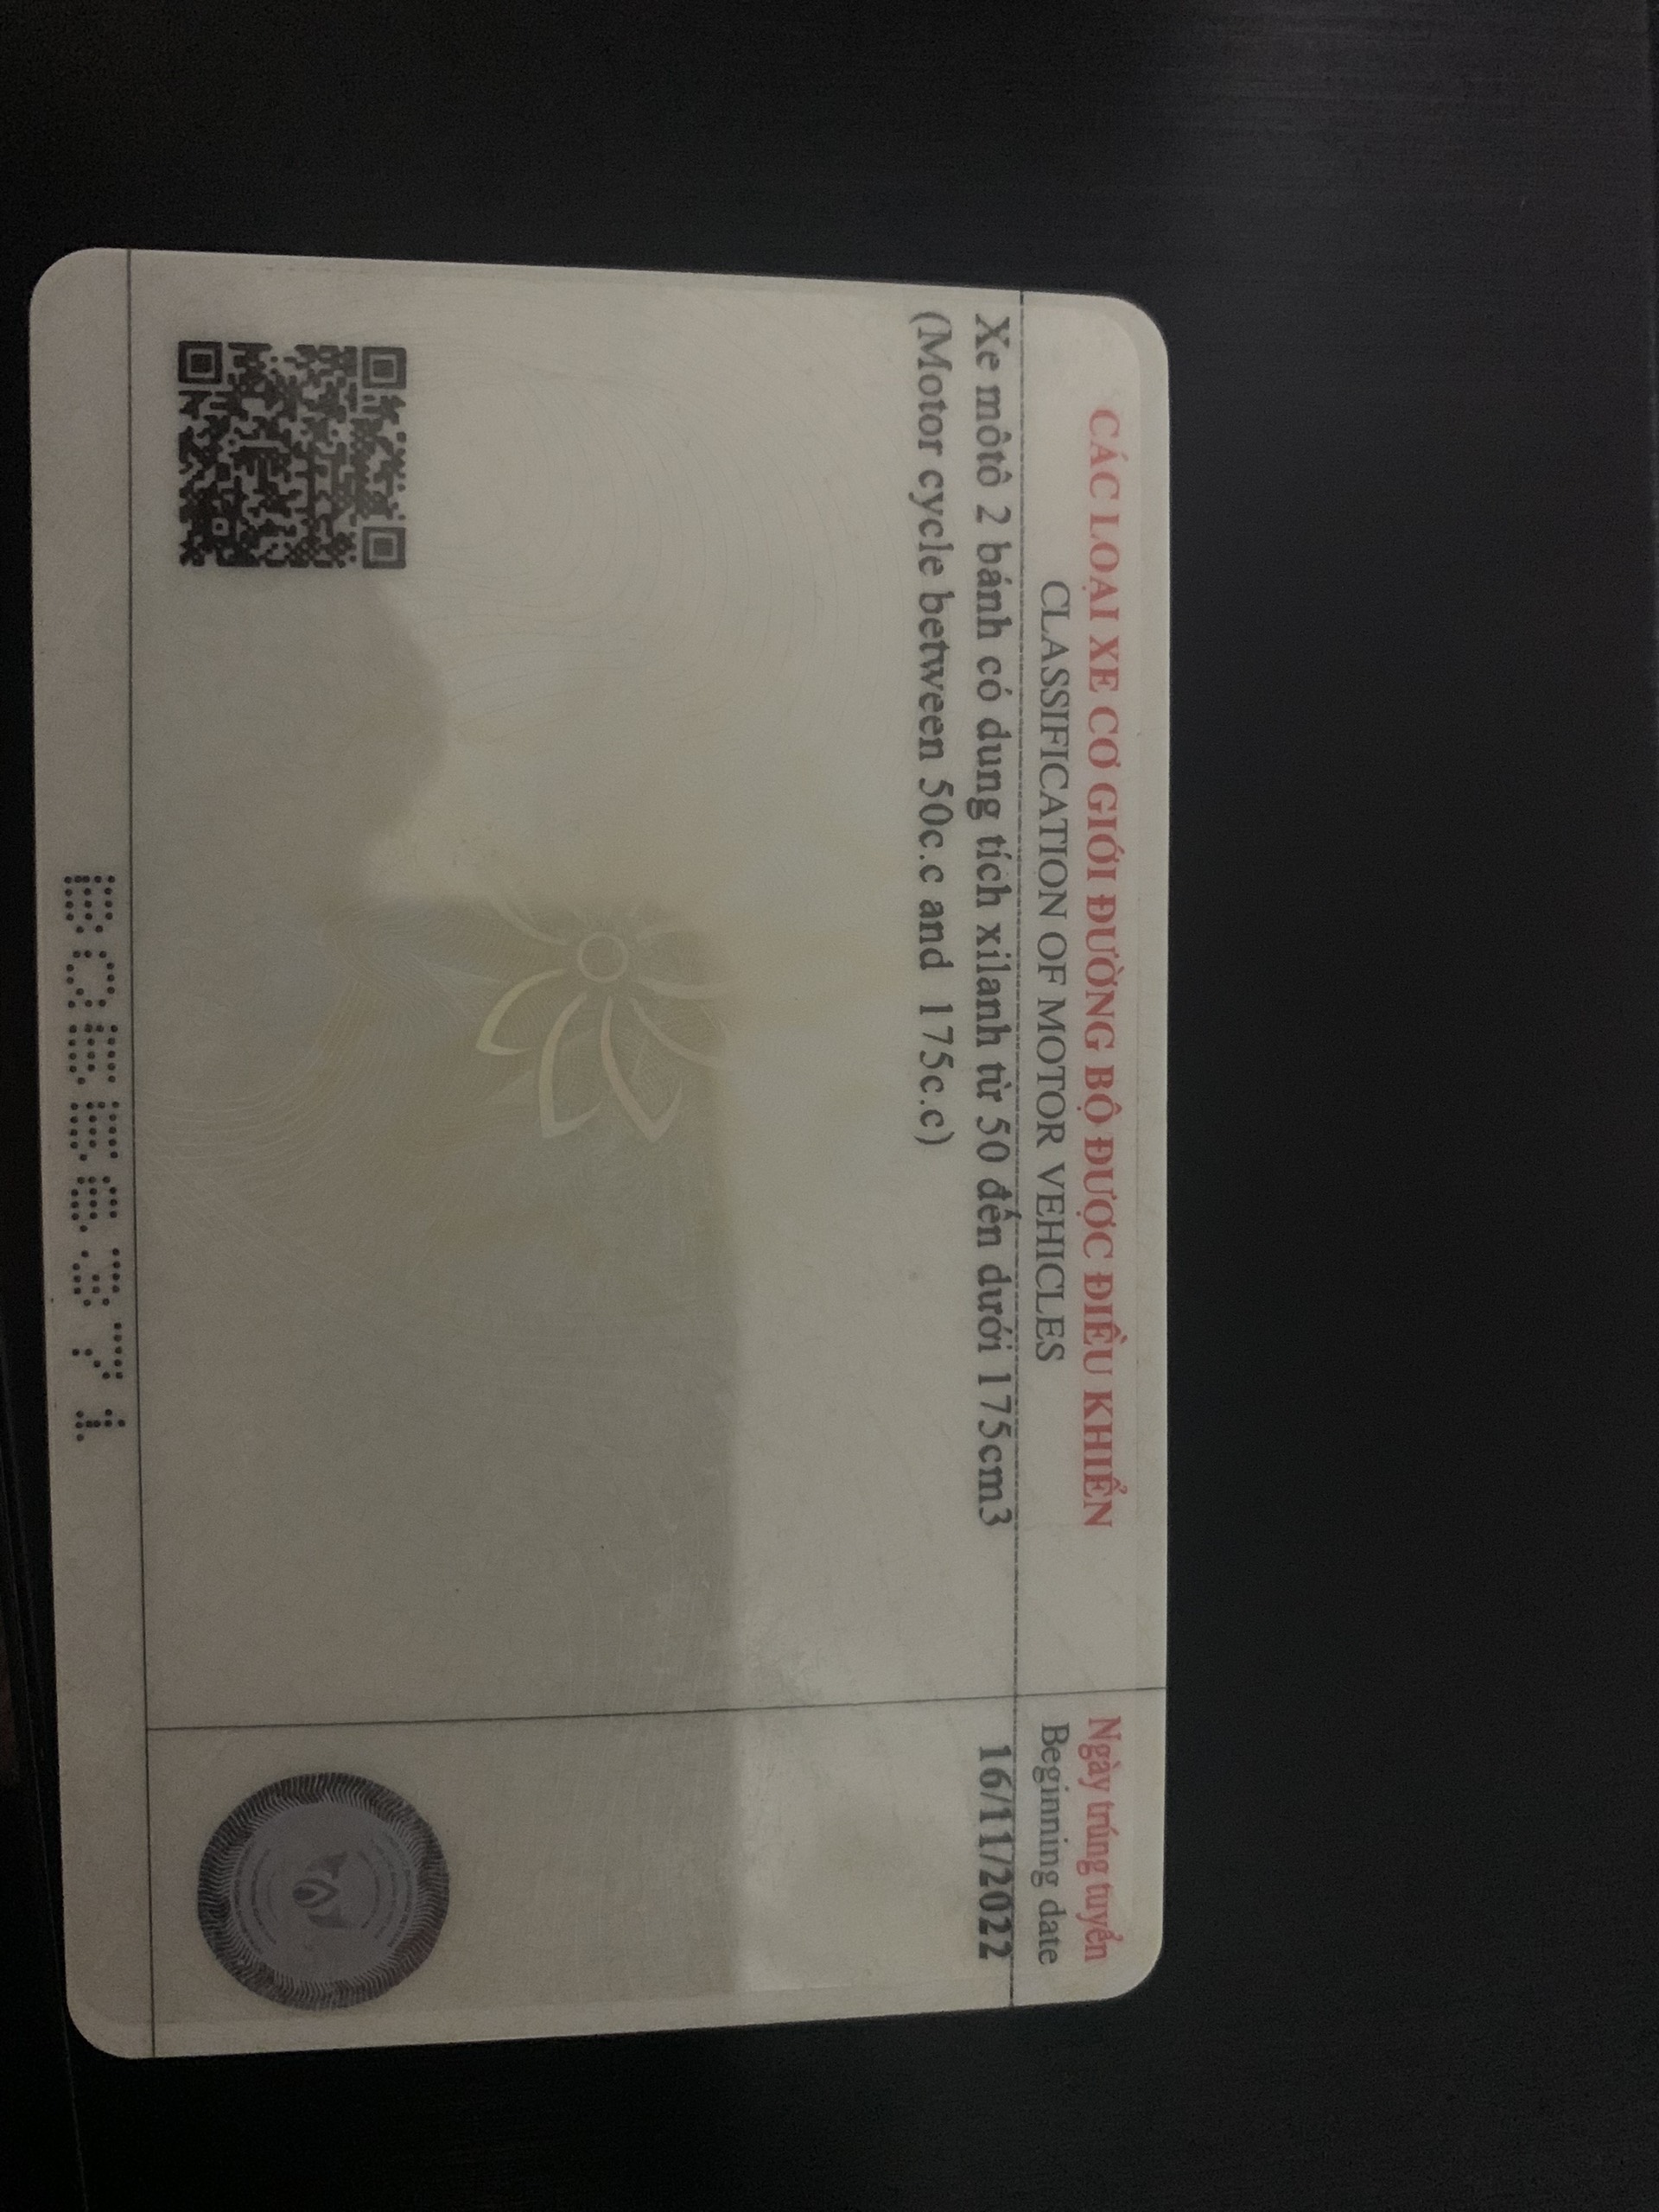 CÁC LOẠI XE CƠ GIỚI ĐƯỜNG BỘ ĐƯỢC ĐIỀU KHIỂN
CLASSIFICATION OF MOTOR VEHICLES
Ngày trúng tuyển
Beginning date
Xe môtô 2 bánh có dung tích xilanh từ 50 đến dưới 175cm3
(Motor cycle between 50c.c and 175c.c)
16/11/2022